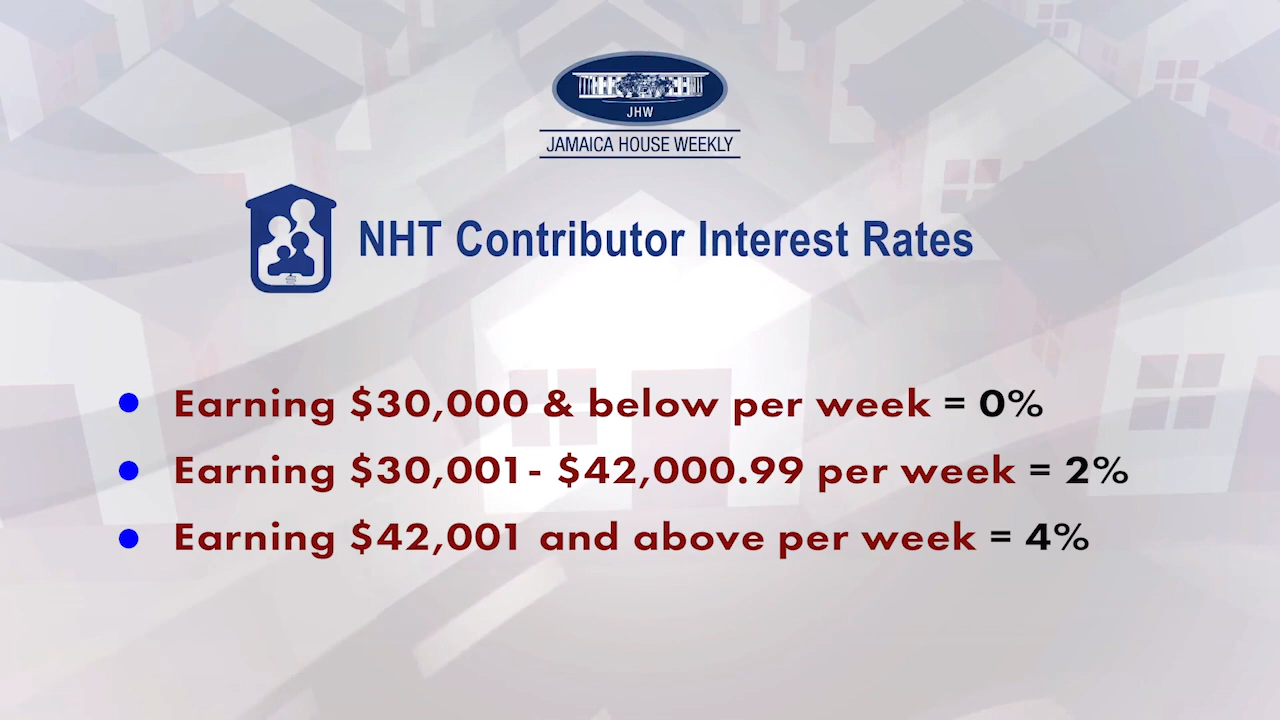 JHW
JAMAICA HOUSE WEEKLY
NHT Contributor Interest Rates
• Earning $30,000 & below per week = 0%
• Earning $30,001- $42,000.99 per week = 2%
• Earning $42,001 and above per week = 4%